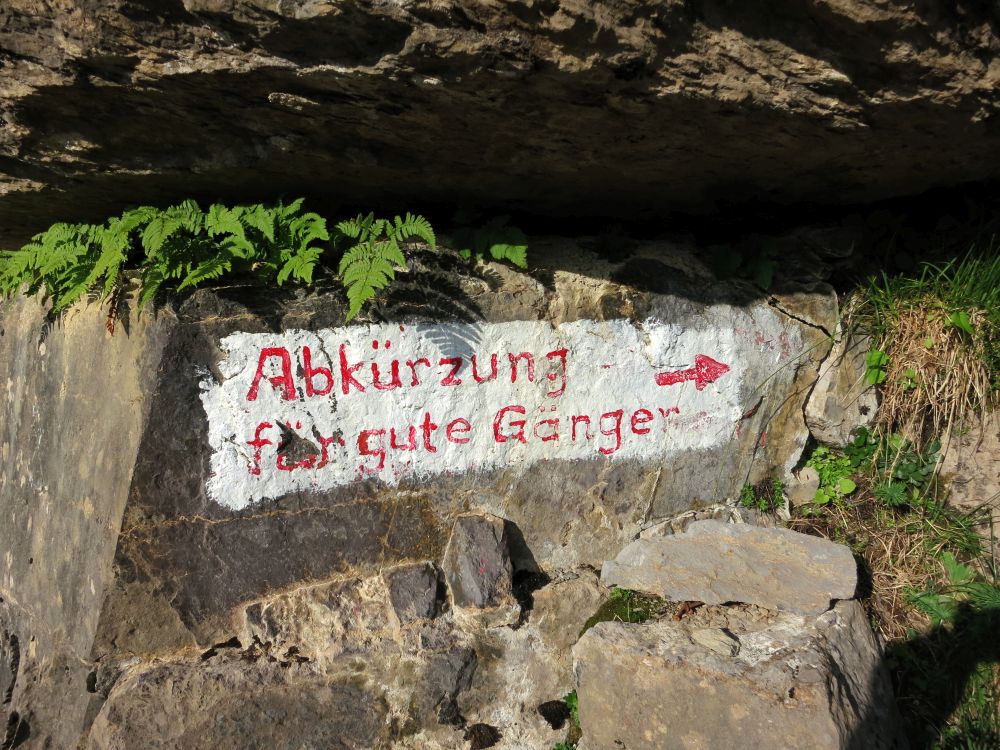 Abkürzung -
für gute Gänger